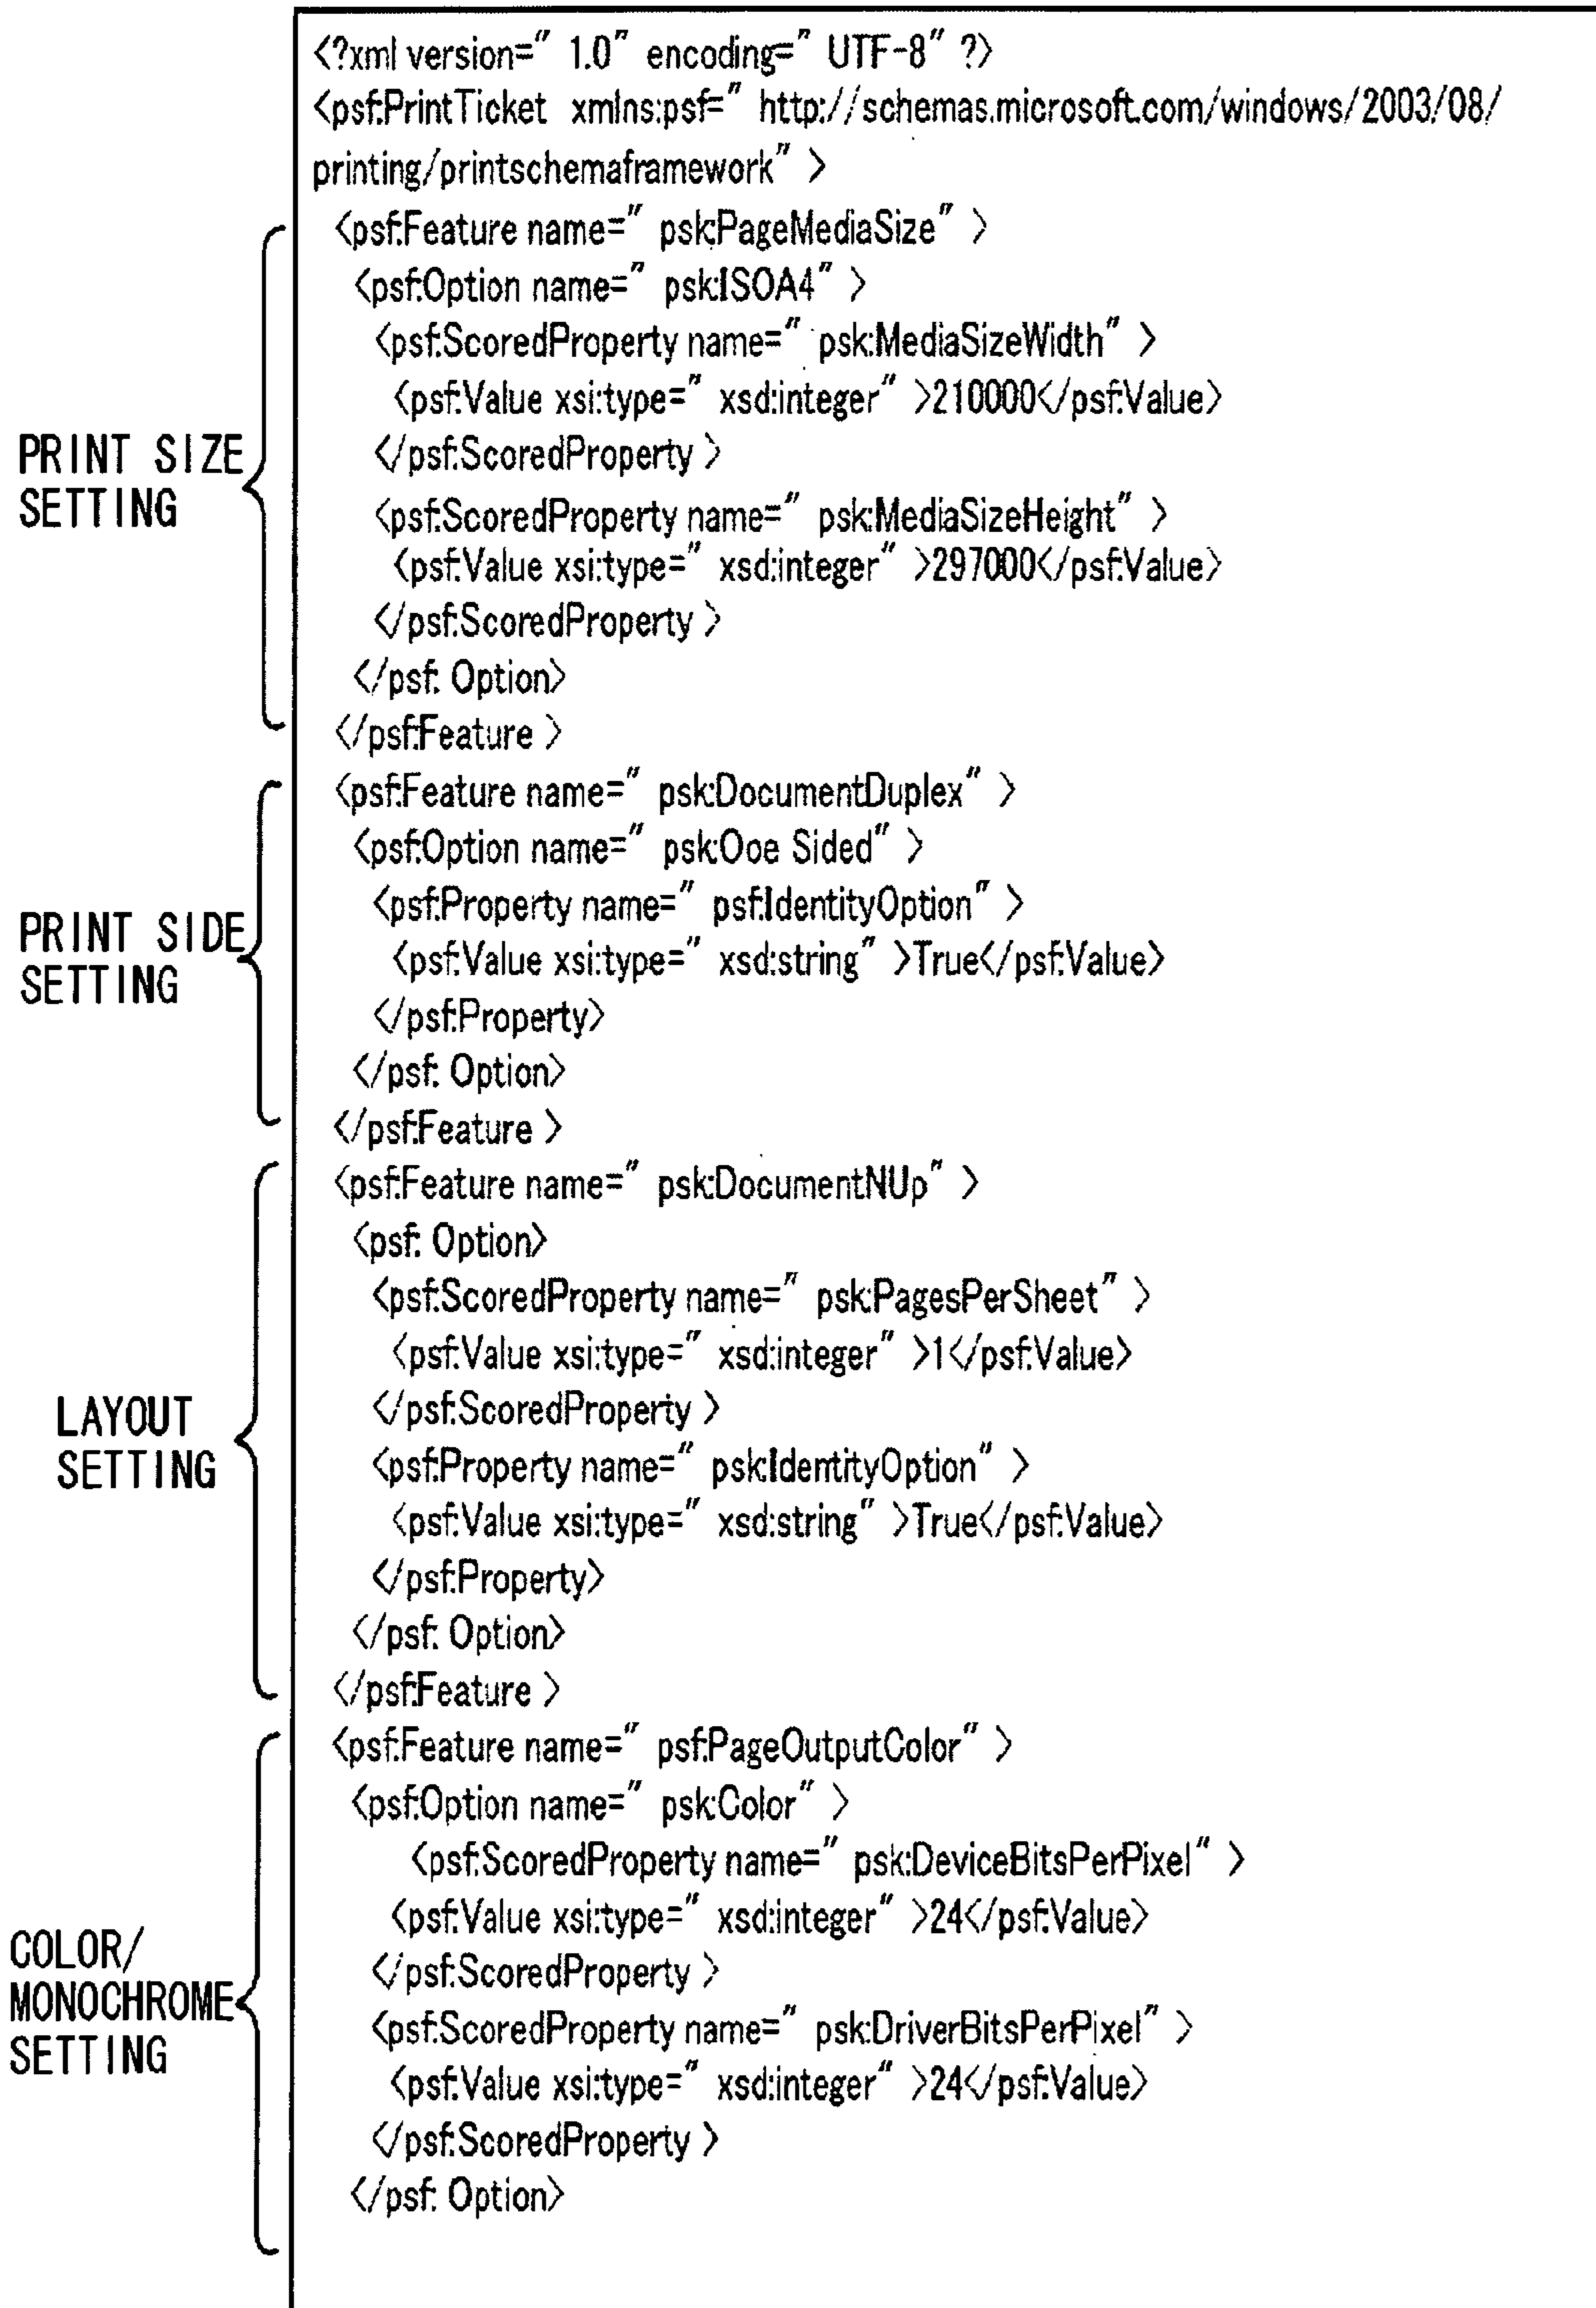 <?xml version=" 1.0" encoding=" UTF-8" ?>
<psf:PrintTicket xmlns:psf=" http://schemas.microsoft.com/windows/2003/08/
printing/printschemaframework" >
PRINT SIZE
SETTING
<psf:Feature name=" psk:PageMediaSize" >
<psf:Option name=" psk:ISOA4" >
<psf:ScoredProperty name=" psk:MediaSizeWidth" >
<psf:Value xsi:type=" xsd:integer" >210000</psf:Value>
</psf:ScoredProperty >
<psf:ScoredProperty name=" psk:MediaSizeHeight" >
<psf:Value xsi:type=" xsd:integer" >297000</psf:Value>
</psf:ScoredProperty >
</psf: Option>
</psf:Feature >
PRINT SIDE
SETTING
<psf:Feature name=" psk:DocumentDuplex" >
<psf:Option name=" psk:Ooe Sided" >
<psf:Property name=" psf:IdentityOption" >
<psf:Value xsi:type=" xsd:string" >True</psf:Value>
</psf:Property>
</psf: Option>
</psf:Feature >
LAYOUT
SETTING
<psf:Feature name=" psk:DocumentNUp" >
<psf: Option>
<psf:ScoredProperty name=" psk:PagesPerSheet" >
<psf:Value xsi:type=" xsd:integer" >1</psf:Value>
</psf:ScoredProperty >
<psf:Property name=" psk:IdentityOption" >
<psf:Value xsi:type=" xsd:string" >True</psf:Value>
</psf:Property>
</psf: Option>
</psf:Feature >
COLOR/
MONOCHROME
SETTING
<psf:Feature name=" psf:PageOutputColor" >
<psf:Option name=" psk:Color" >
<psf:ScoredProperty name=" psk:DeviceBitsPerPixel" >
<psf:Value xsi:type=" xsd:integer" >24</psf:Value>
</psf:ScoredProperty >
<psf:ScoredProperty name=" psk:DriverBitsPerPixel" >
<psf:Value xsi:type=" xsd:integer" >24</psf:Value>
</psf:ScoredProperty >
</psf: Option>